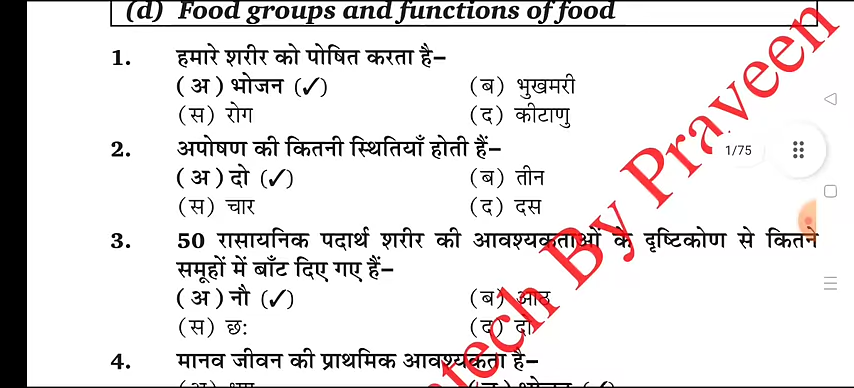 (d) Food groups and functions of food
1. हमारे शरीर को पोषित करता है–
(अ) भोजन (✓) (ब) भुखमरी
(स) रोग (द) कीटाणु
2. अपोषण की कितनी स्थितियाँ होती हैं–
(अ) दो (✓) (ब) तीन
(स) चार (द) दस
3. 50 रासायनिक पदार्थ शरीर की आवश्यकताओं के दृष्टिकोण से कितने
समूहों में बाँट दिए गए हैं–
(अ) नौ (✓) (ब) आठ
(स) छः (द) दो
4. मानव जीवन की प्राथमिक आवश्यकता है–
1/75
tech By Praveen